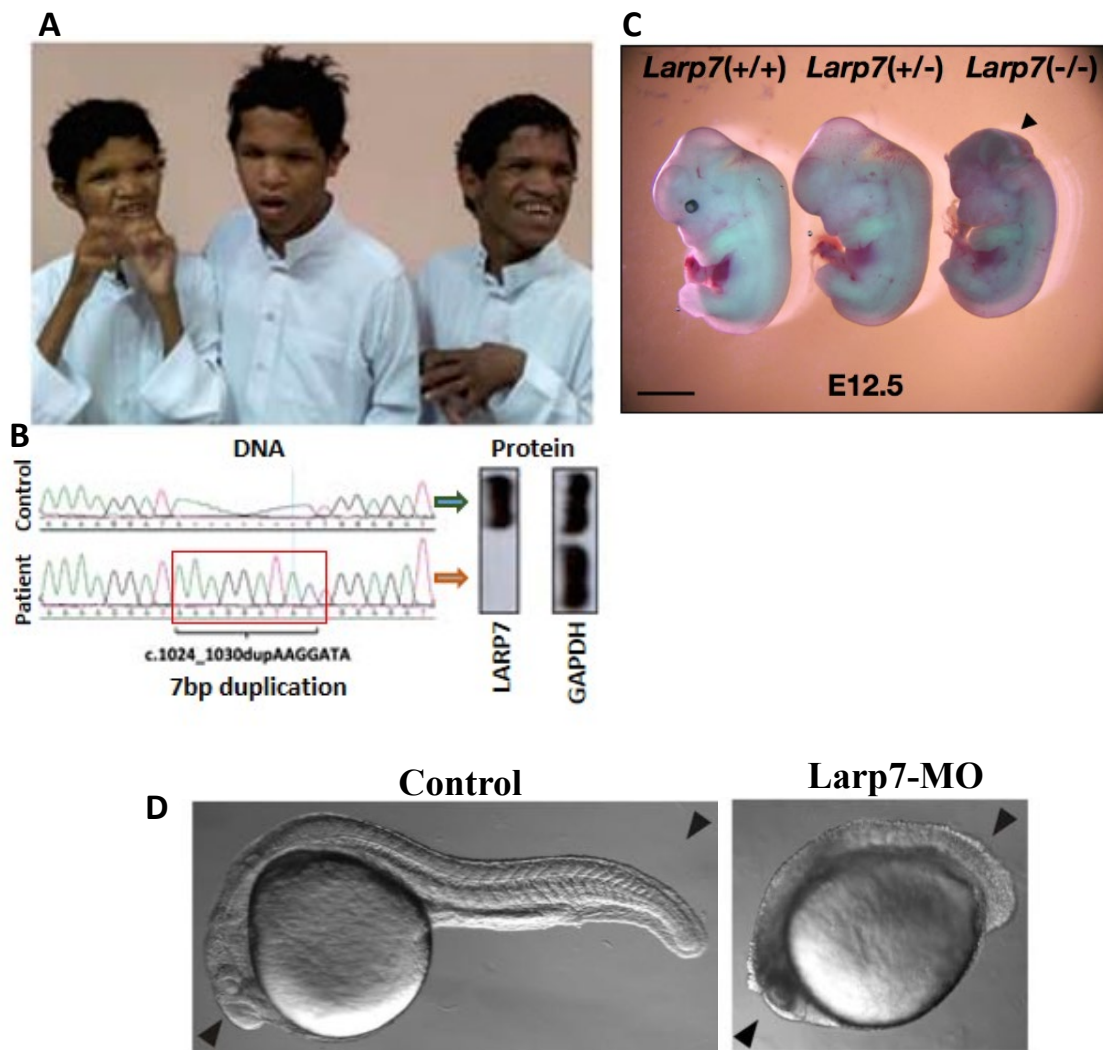 A
C
Larp7(+/+) Larp7(+/-) Larp7(-/-)
E12.5
B
DNA
Protein
Control
Patient
c.1024_1030dupAAGGATA
7bp duplication
LARP7
GAPDH
Control
Larp7-MO
D